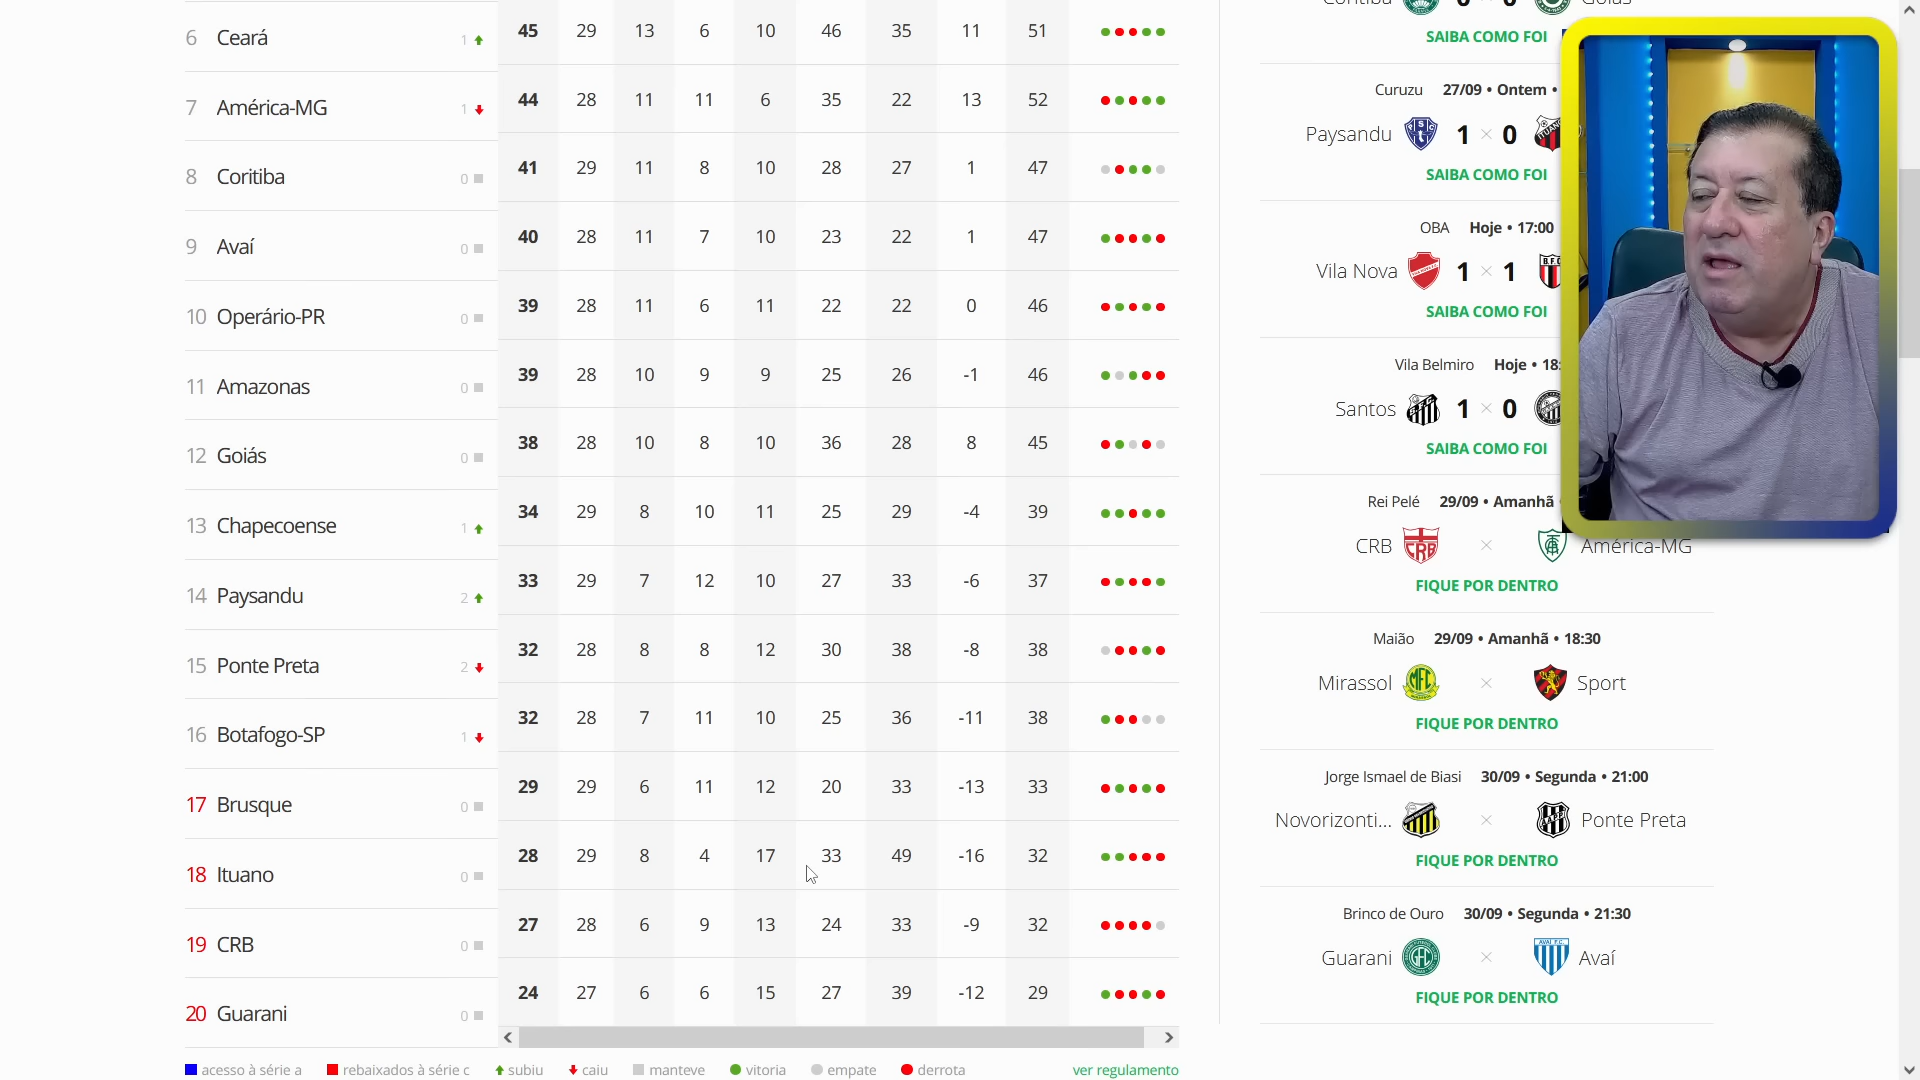 6 Ceará 1 45 29 13 6 10 46 35 11 51
7 América-MG 1 44 28 11 11 6 35 22 13 52
8 Coritiba 0 41 29 11 8 10 28 27 1 47
9 Avaí 0 40 28 11 7 10 23 22 1 47
10 Operário-PR 0 39 28 11 6 11 22 22 0 46
11 Amazonas 0 39 28 10 9 9 25 26 -1 46
12 Goiás 0 38 28 10 8 10 36 28 8 45
13 Chapecoense 1 34 29 8 10 11 25 29 -4 39
14 Paysandu 2 33 29 7 12 10 27 33 -6 37
15 Ponte Preta 2 32 28 8 8 12 30 38 -8 38
16 Botafogo-SP 1 32 28 7 11 10 25 36 -11 38
17 Brusque 0 29 29 6 11 12 20 33 -13 33
18 Ituano 0 28 29 8 4 17 33 49 -16 32
19 CRB 0 27 28 6 9 13 24 33 -9 32
20 Guarani 0 24 27 6 6 15 27 39 -12 29
acesso à série a rebaixados à série c subiu caiu manteve vitoria empate derrota ver regulamento
Coritiba 0 × 0 Goiás
SAIBA COMO FOI
Curuzu 27/09 • Ontem •
Paysandu 1 × 0
SAIBA COMO FOI
OBA Hoje • 17:00
Vila Nova 1 × 1
SAIBA COMO FOI
Vila Belmiro Hoje • 18:
Santos 1 × 0
SAIBA COMO FOI
Rei Pelé 29/09 • Amanhã
CRB × América-MG
FIQUE POR DENTRO
Maião 29/09 • Amanhã • 18:30
Mirassol × Sport
FIQUE POR DENTRO
Jorge Ismael de Biasi 30/09 • Segunda • 21:00
Novorizonti... × Ponte Preta
FIQUE POR DENTRO
Brinco de Ouro 30/09 • Segunda • 21:30
Guarani × Avaí
FIQUE POR DENTRO